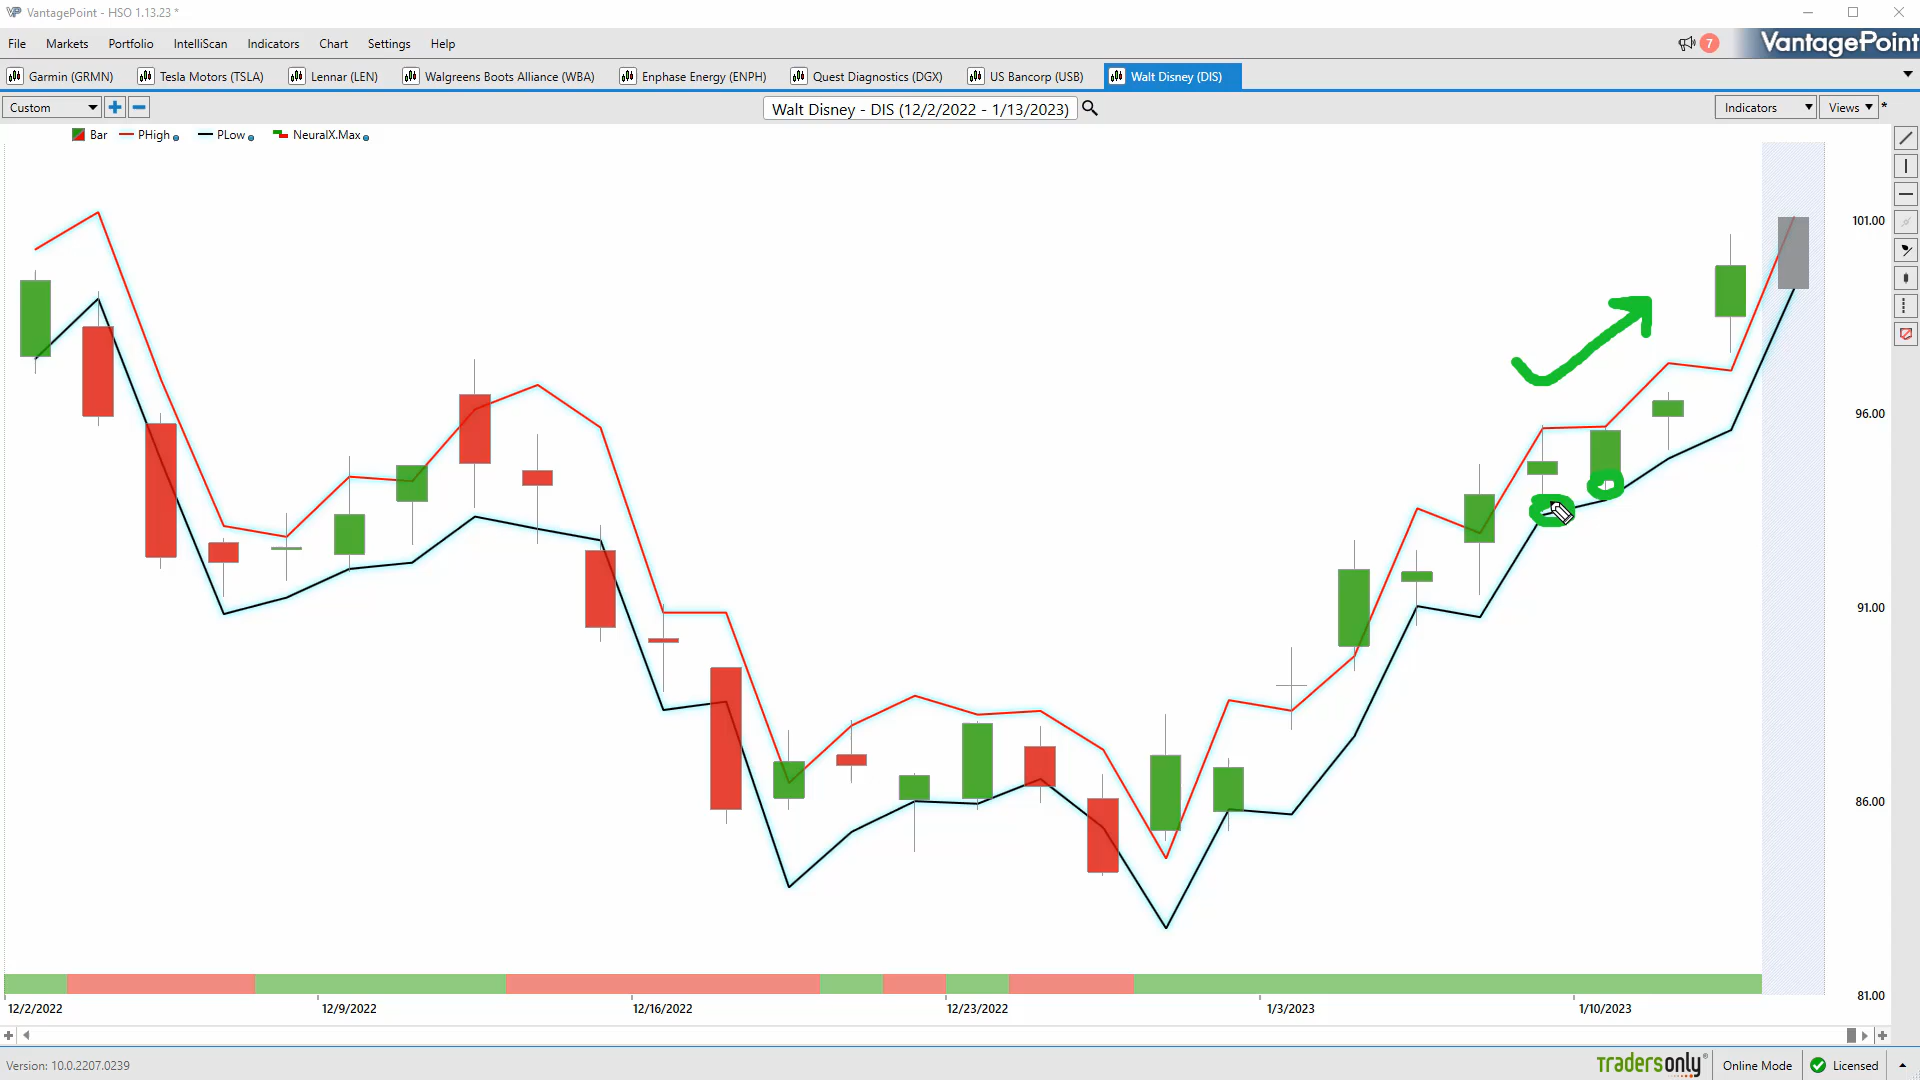 VantagePoint - HSO 1.13.23 *
File Markets Portfolio IntelliScan Indicators Chart Settings Help 7 VantagePoint
Garmin (GRMN) Tesla Motors (TSLA) Lennar (LEN) Walgreens Boots Alliance (WBA) Enphase Energy (ENPH) Quest Diagnostics (DGX) US Bancorp (USB) Walt Disney (DIS)
Custom Walt Disney - DIS (12/2/2022 - 1/13/2023) Indicators Views *
Bar PHigh PLow NeuralX.Max
101.00
96.00
91.00
86.00
81.00
12/2/2022 12/9/2022 12/16/2022 12/23/2022 1/3/2023 1/10/2023
Version: 10.0.2207.0239 tradersonly Online Mode Licensed